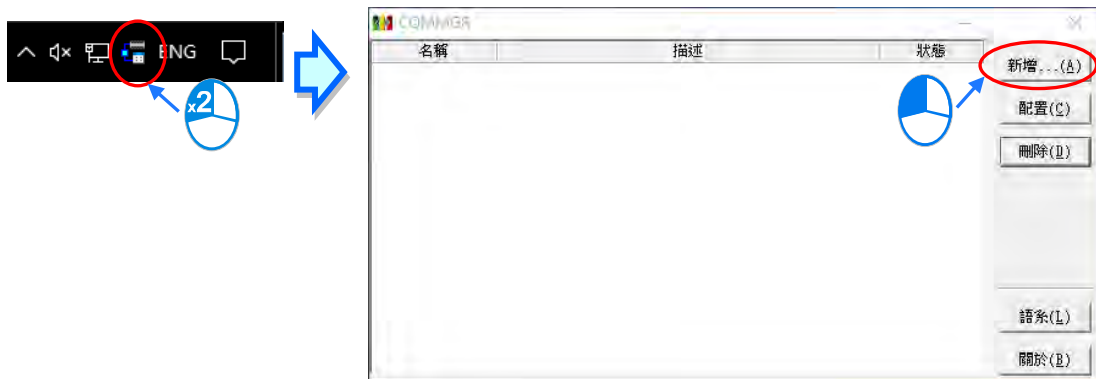 ENG
x2
COMMGR
名稱 描述 狀態
新增...(A)
配置(C)
刪除(D)
語系(L)
關於(B)